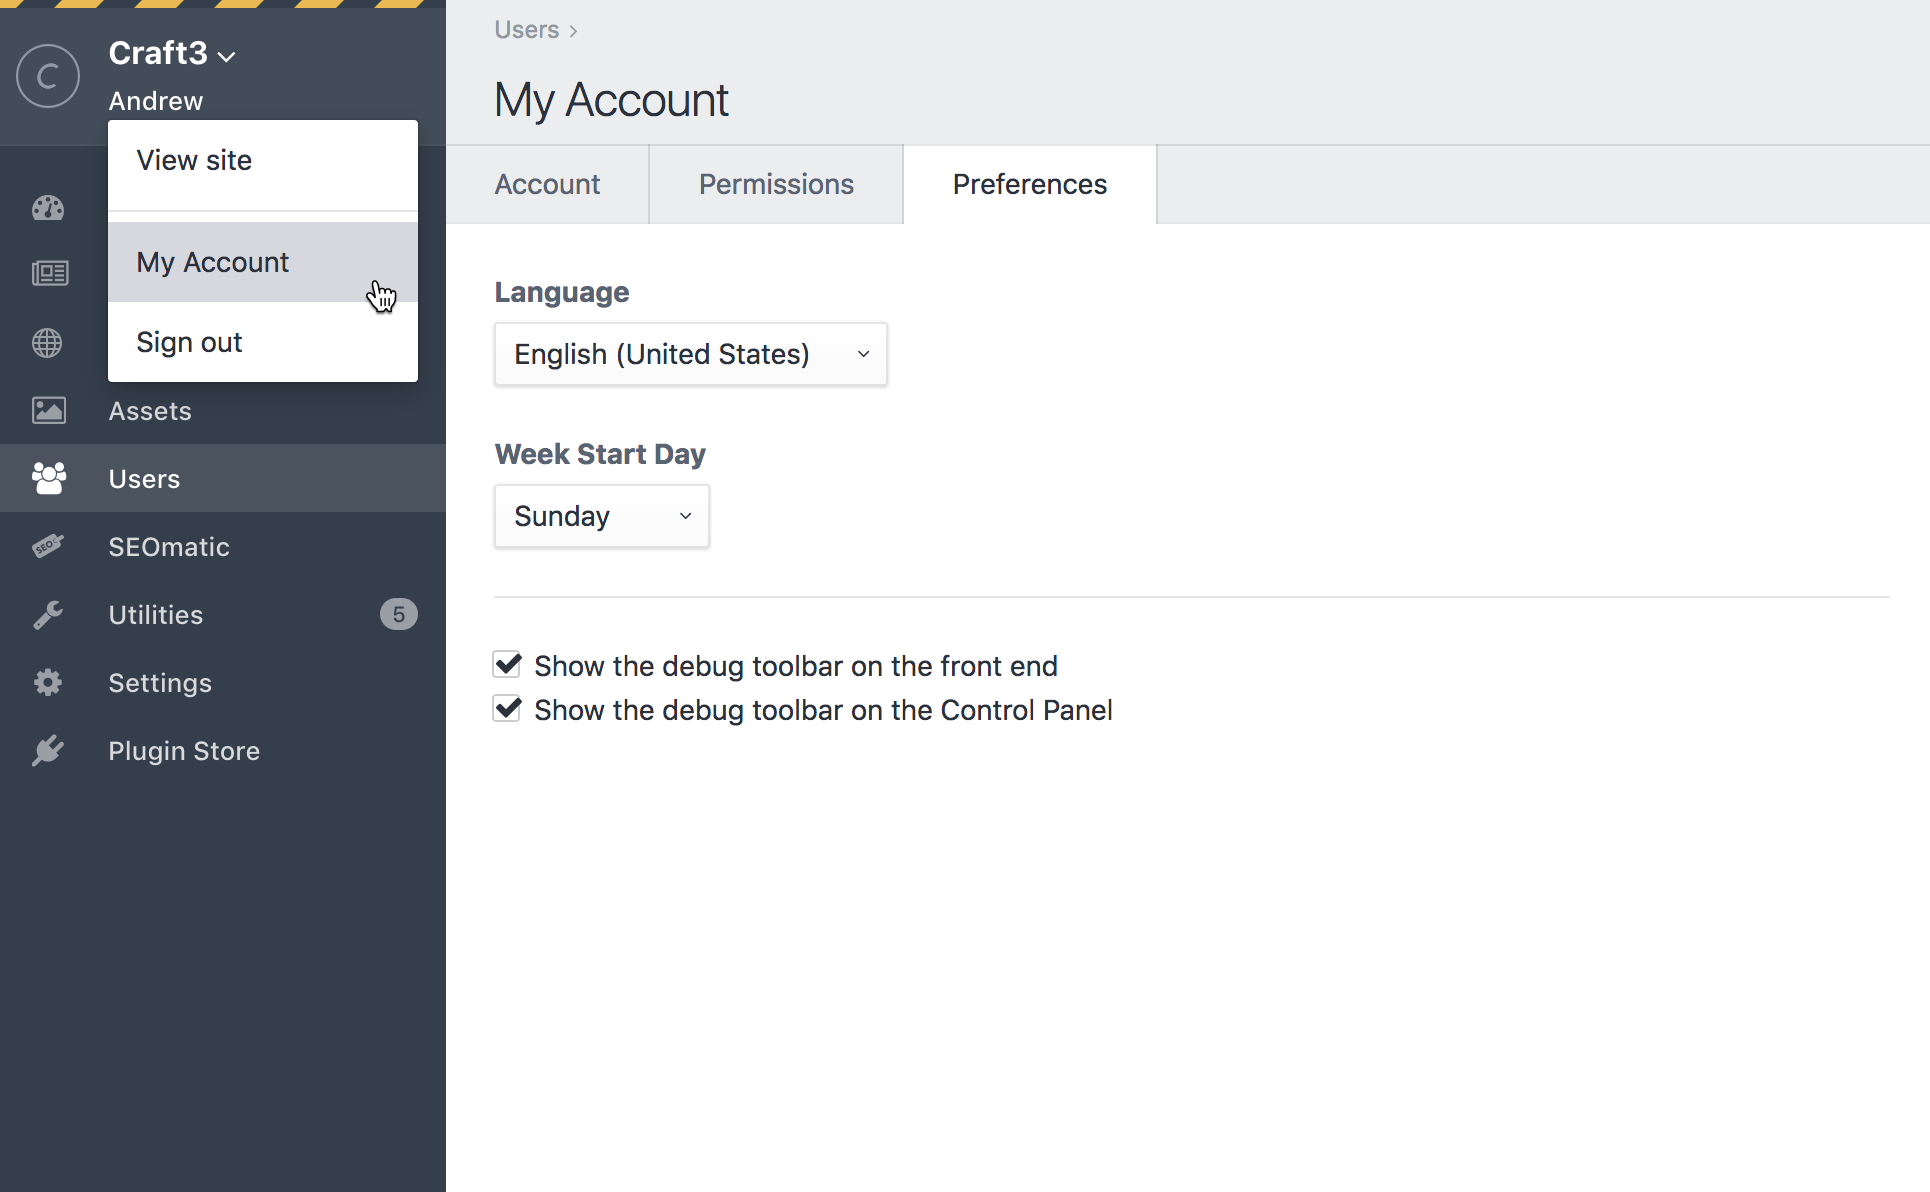 C
Craft3
Andrew
View site
My Account
Sign out
Assets
Users
SEO
SEOmatic
Utilities
5
Settings
Plugin Store
Users
My Account
Account
Permissions
Preferences
Language
English (United States)
Week Start Day
Sunday
Show the debug toolbar on the front end
Show the debug toolbar on the Control Panel